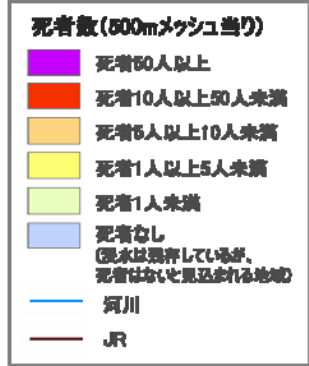 死者数(500mメッシュ当り)
死者50人以上
死者10人以上50人未満
死者5人以上10人未満
死者1人以上5人未満
死者1人未満
死者なし
(浸水は残存しているが、
死者はないと見込まれる地域)
河川
JR